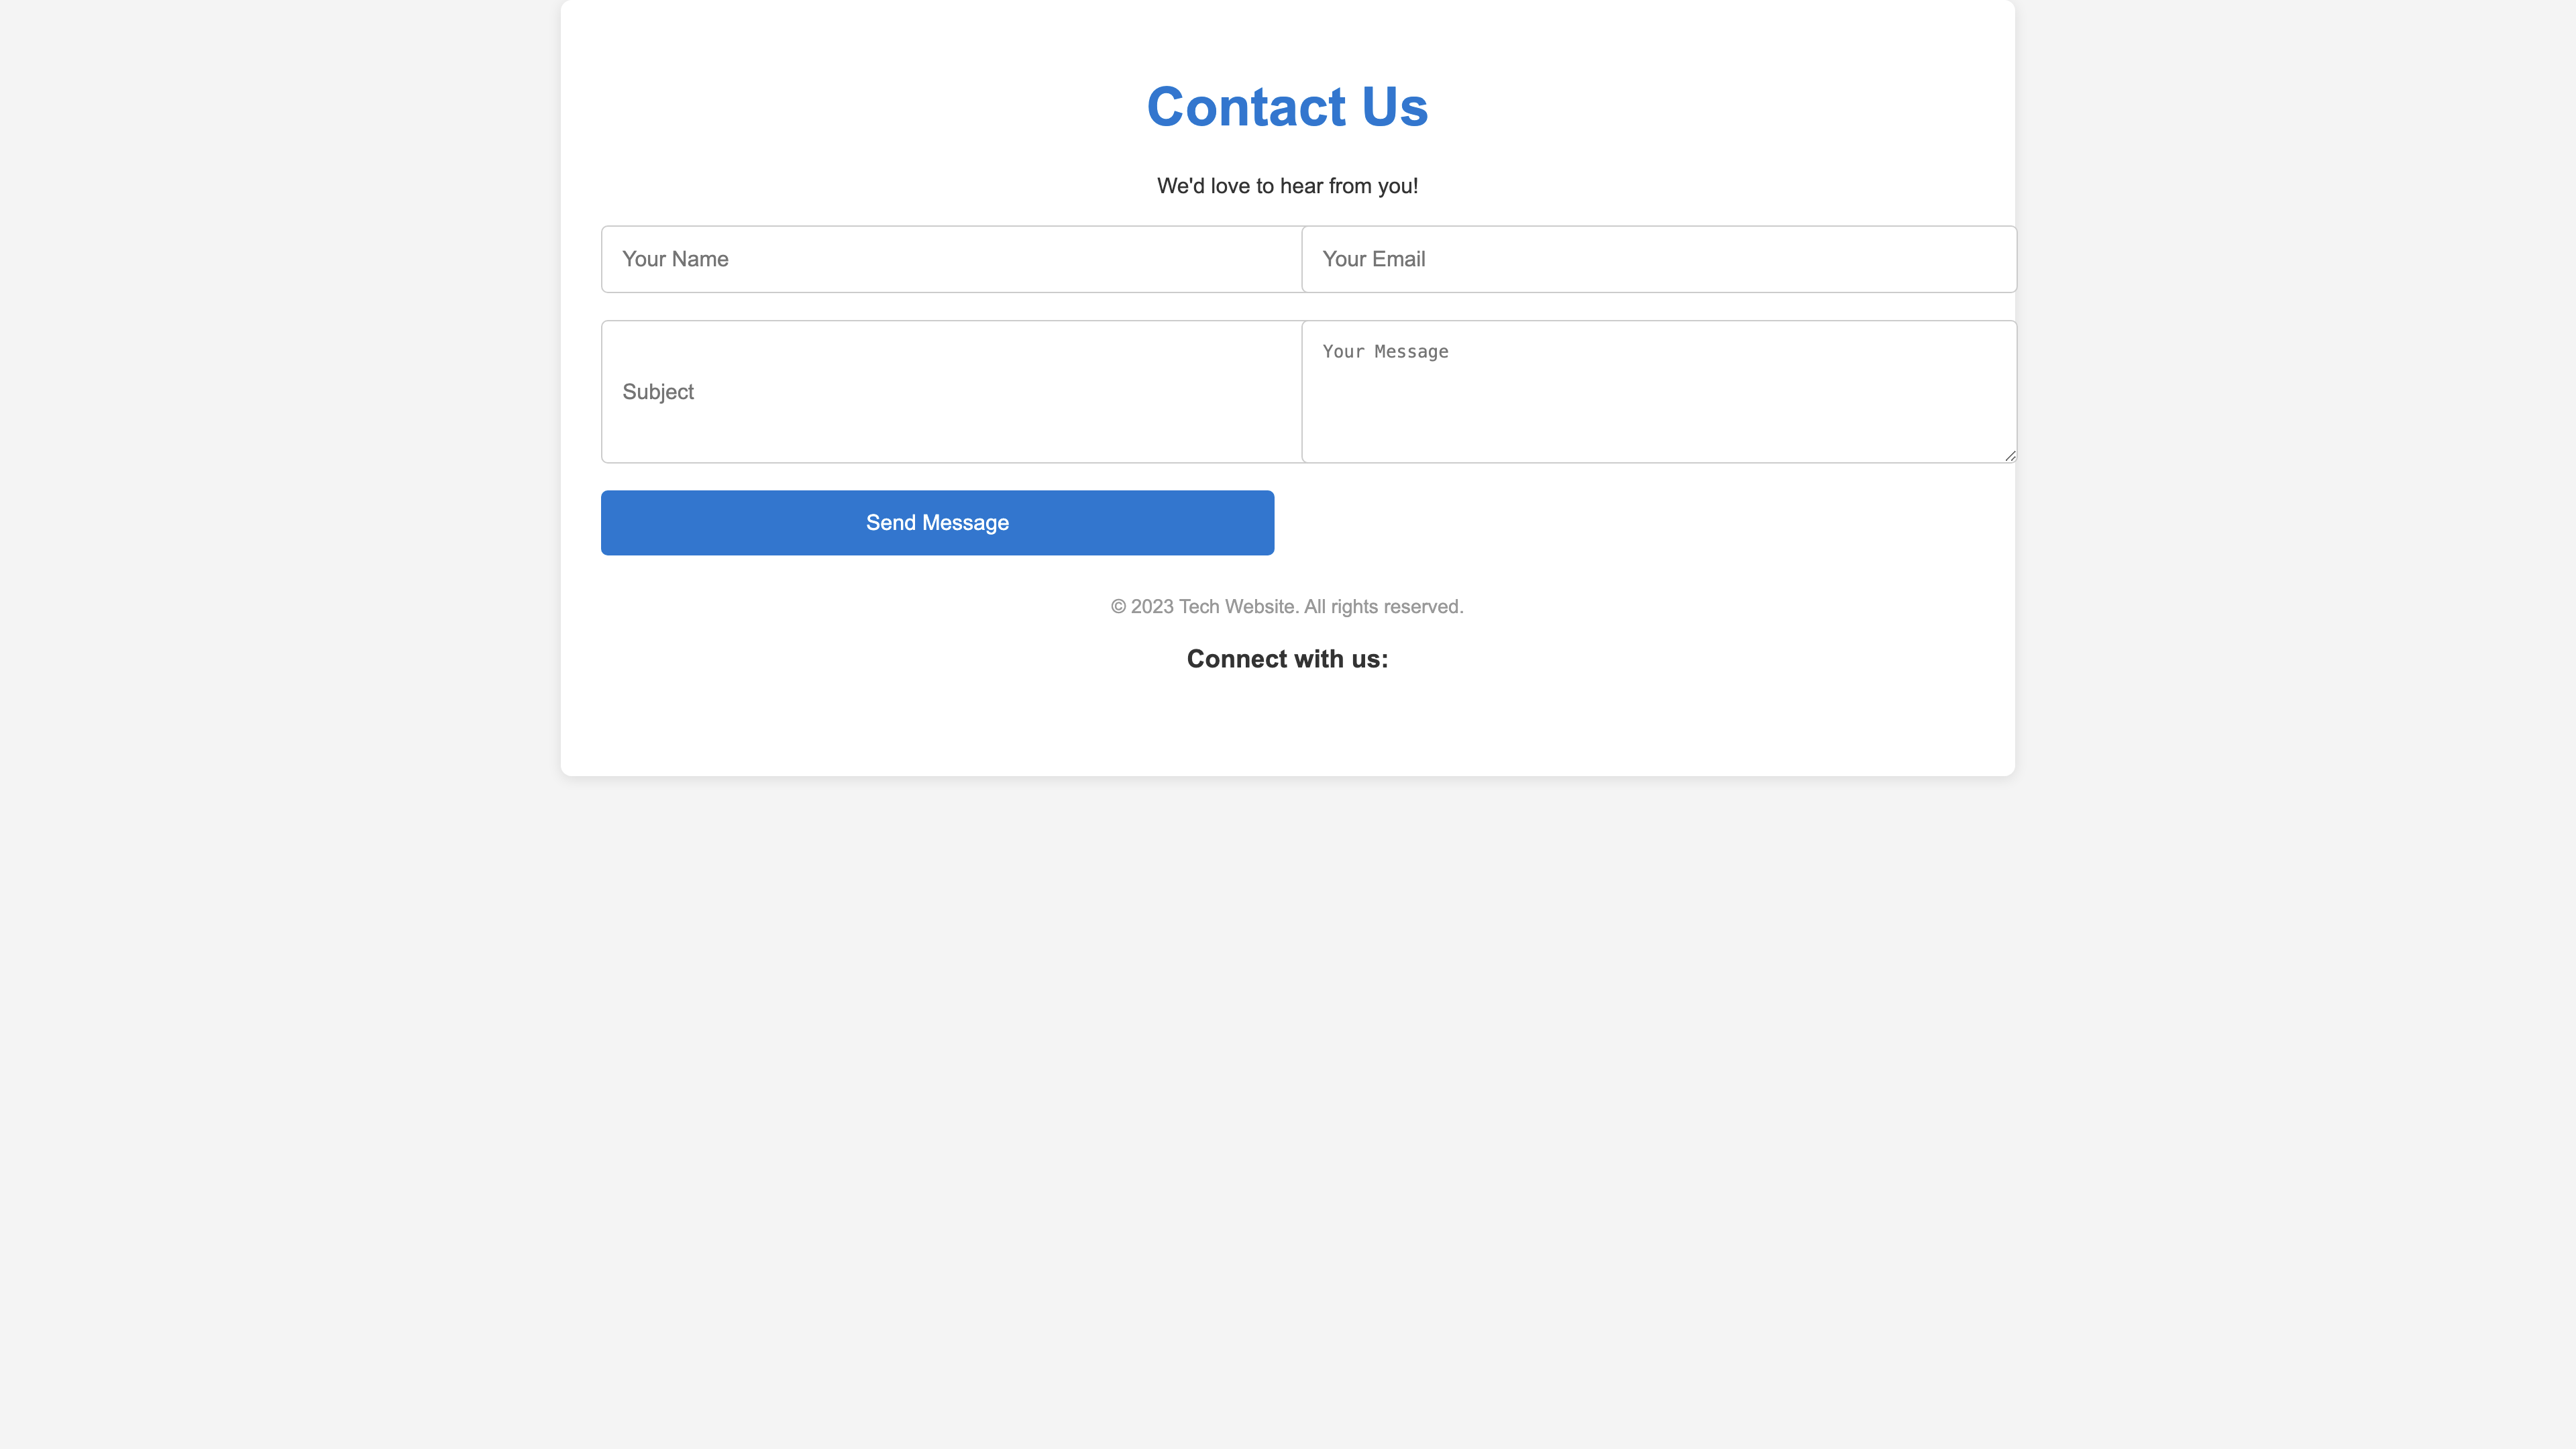 Contact Us
We'd love to hear from you!
Your Name
Your Email
Subject
Your Message
Send Message
© 2023 Tech Website. All rights reserved.
Connect with us: